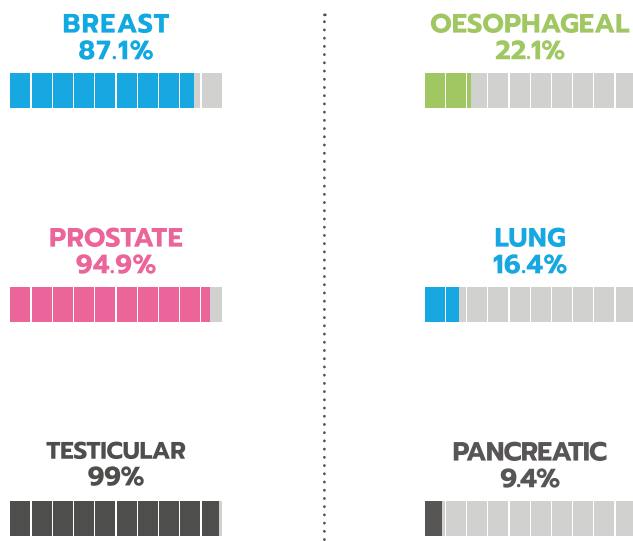 BREAST
87.1%
OESOPHAGEAL
22.1%
PROSTATE
94.9%
LUNG
16.4%
TESTICULAR
99%
PANCREATIC
9.4%